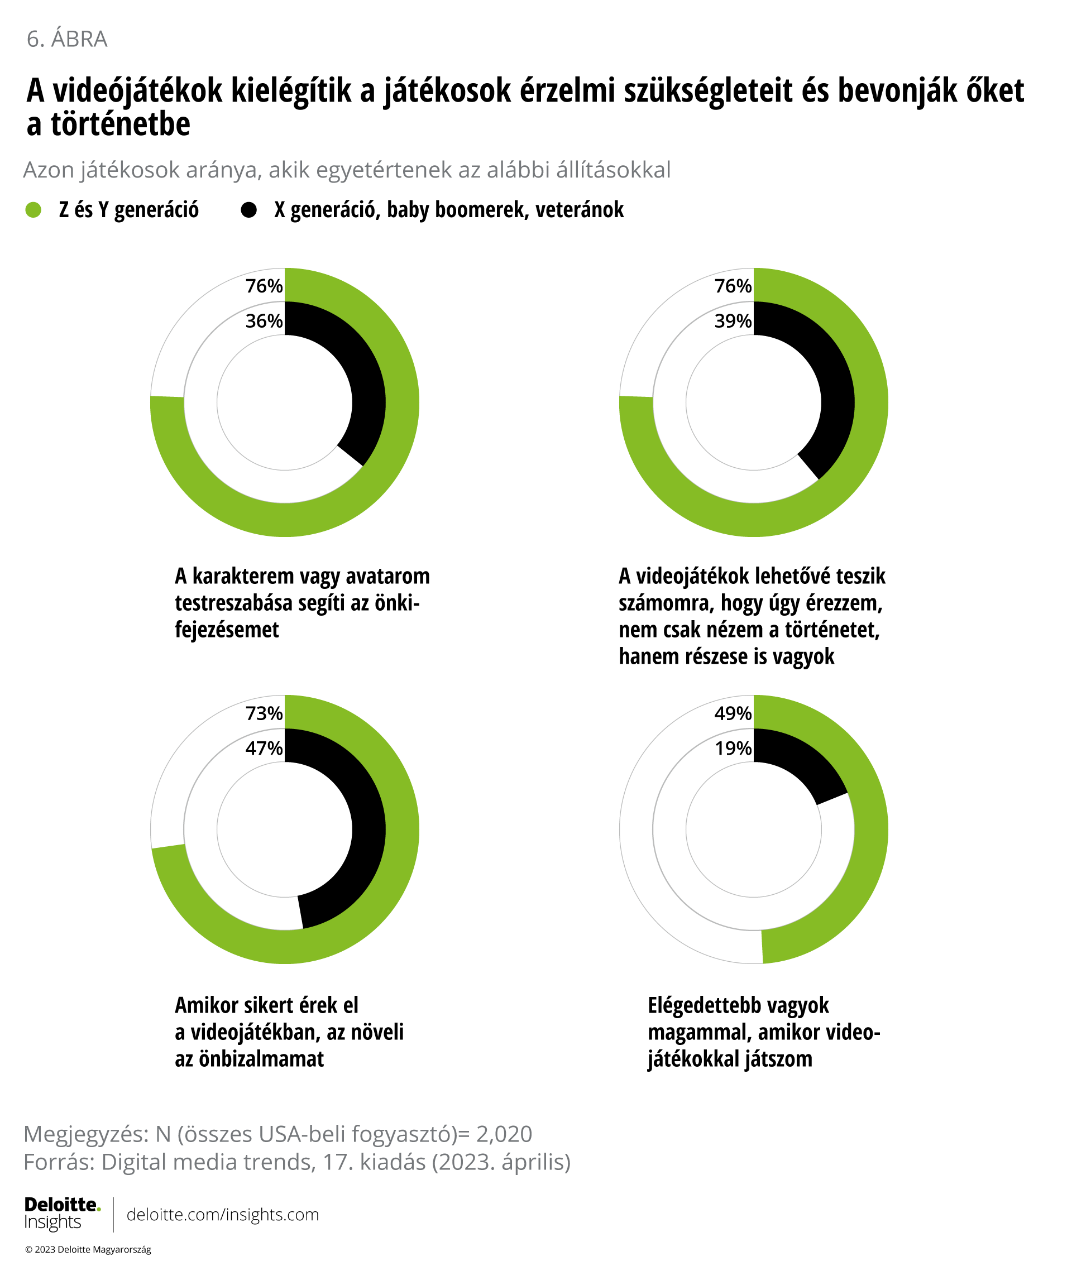 6. ÁBRA
A videójátékok kielégítik a játékosok érzelmi szükségleteit és bevonják őket
a történetbe
Azon játékosok aránya, akik egyetértenek az alábbi állításokkal
Z és Y generáció
X generáció, baby boomerek, veteránok
76%
36%
76%
39%
A karakterem vagy avatarom
testreszabása segíti az önki-
fejezésemet
A videojátékok lehetővé teszik
számomra, hogy úgy érezzem,
nem csak nézem a történetet,
hanem részese is vagyok
73%
47%
49%
19%
Amikor sikert érek el
a videojátékban, az növeli
az önbizalmamat
Elégedettebb vagyok
magammal, amikor video-
játékokkal játszom
Megjegyzés: N (összes USA-beli fogyasztó)= 2,020
Forrás: Digital media trends, 17. kiadás (2023. április)
Deloitte.
Insights
deloitte.com/insights.com
© 2023 Deloitte Magyarország